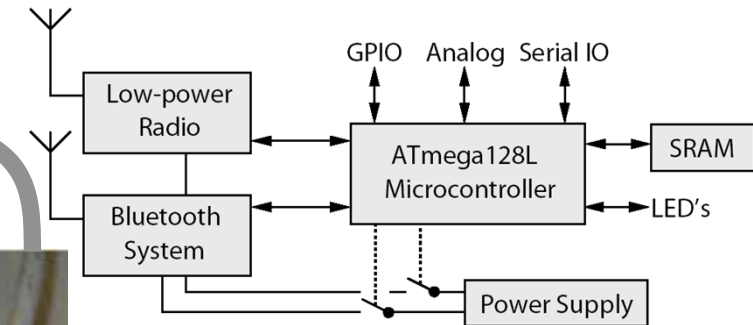 GPIO Analog Serial IO
Low-power
Radio
ATmega128L
Microcontroller
SRAM
Bluetooth
System
LED's
Power Supply